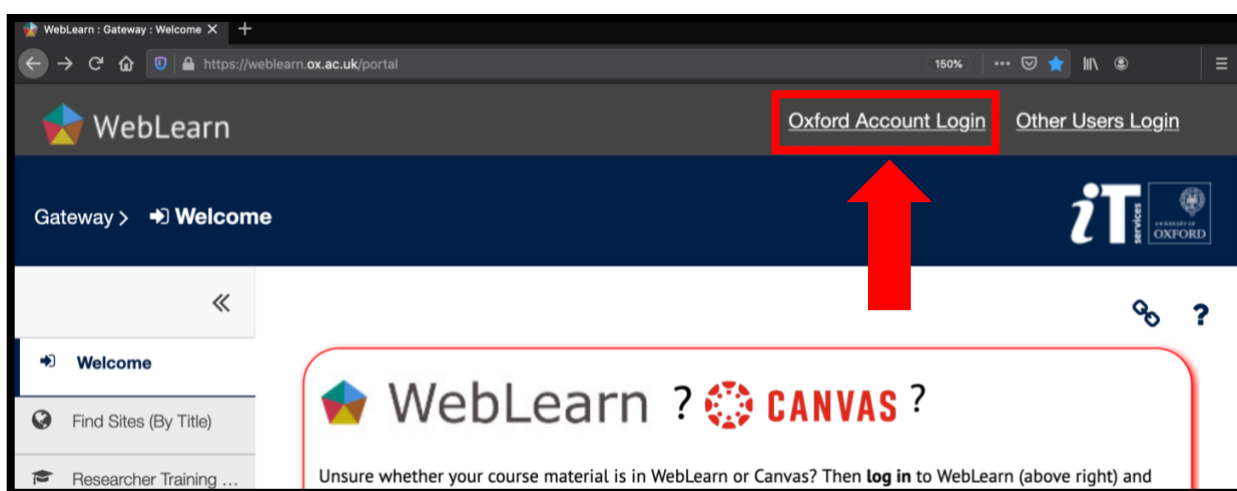 WebLearn : Gateway : Welcome
https://weblearn.ox.ac.uk/portal
150%
WebLearn
Oxford Account Login
Other Users Login
Gateway > Welcome
iT services
UNIVERSITY OF
OXFORD
Welcome
Find Sites (By Title)
Researcher Training ...
WebLearn ? CANVAS ?
Unsure whether your course material is in WebLearn or Canvas? Then log in to WebLearn (above right) and